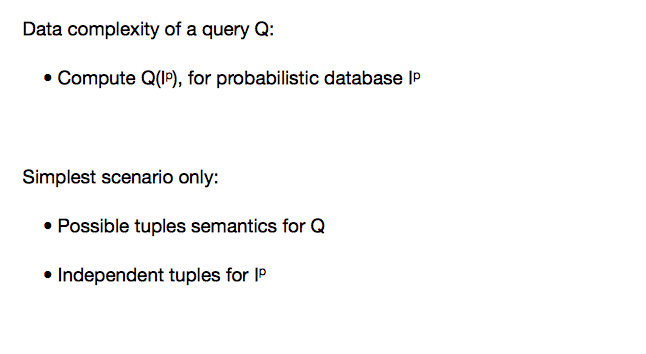 Data complexity of a query Q:
• Compute Q(Iᵖ), for probabilistic database Iᵖ
Simplest scenario only:
• Possible tuples semantics for Q
• Independent tuples for Iᵖ